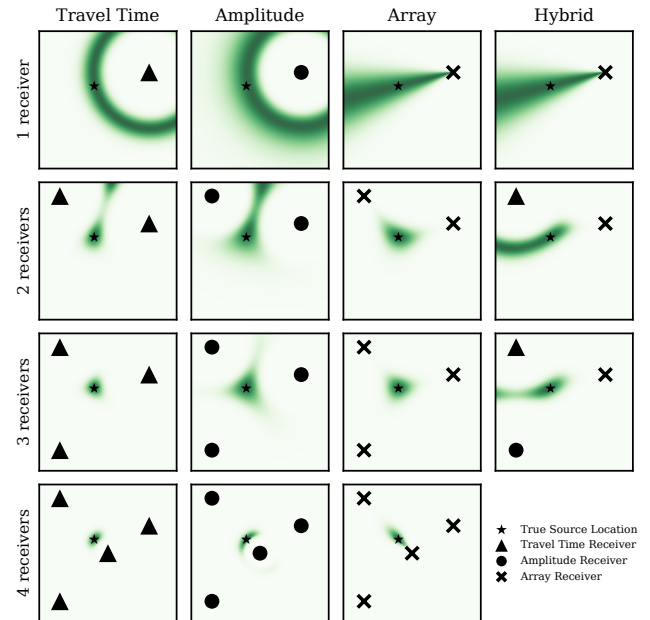 Travel Time Amplitude Array Hybrid
1 receiver
2 receivers
3 receivers
4 receivers
True Source Location
Travel Time Receiver
Amplitude Receiver
Array Receiver